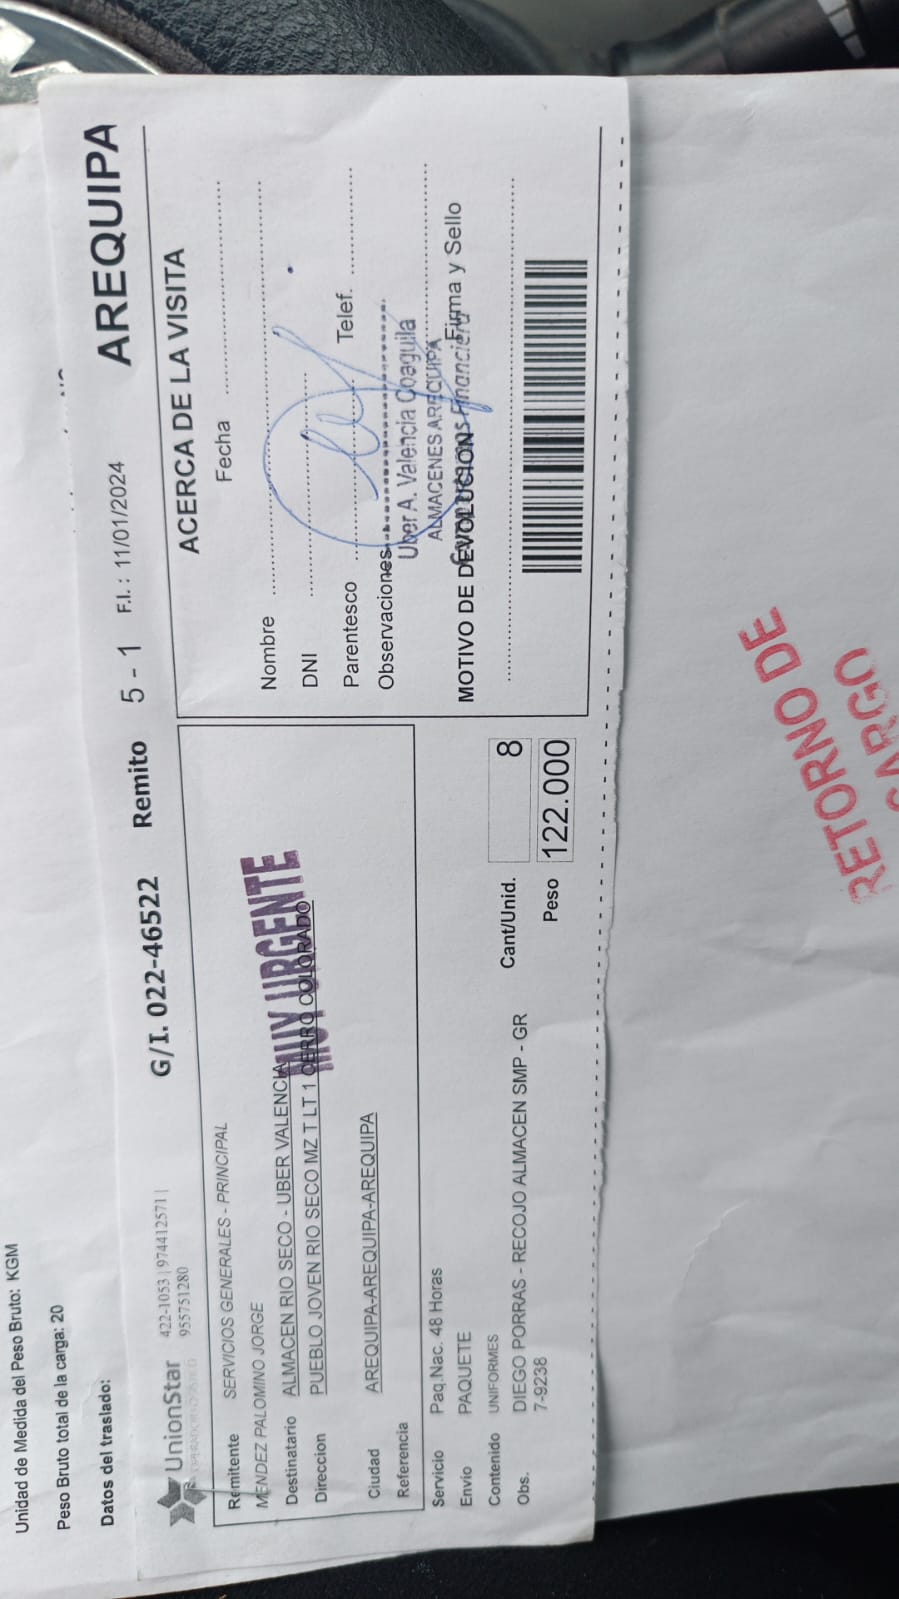 Unidad de Medida del Peso Bruto: KGM
Peso Bruto total de la carga: 20
Datos del traslado:
UnionStar
422-1053 | 974412571 |
955751280
G/I. 022-46522
Remito 5 - 1
F.I. : 11/01/2024
AREQUIPA
Remitente SERVICIOS GENERALES - PRINCIPAL
MENDEZ PALOMINO JORGE
Destinatario ALMACEN RIO SECO - UBER VALENCIA
Direccion PUEBLO JOVEN RIO SECO MZ T LT 1 CERRO COLORADO
MUY URGENTE
Ciudad AREQUIPA-AREQUIPA-AREQUIPA
Referencia
Servicio Paq.Nac. 48 Horas
Envio PAQUETE
Contenido UNIFORMES
Obs. DIEGO PORRAS - RECOJO ALMACEN SMP - GR
7-9238
Cant/Unid. 8
Peso 122.000
ACERCA DE LA VISITA
Fecha
Nombre
DNI
Parentesco Telef.
Observaciones
Uber A. Valencia Coaguila
ALMACENES AREQUIPA
Financiera
Firma y Sello
MOTIVO DE DEVOLUCION
RETORNO DE
CARGO